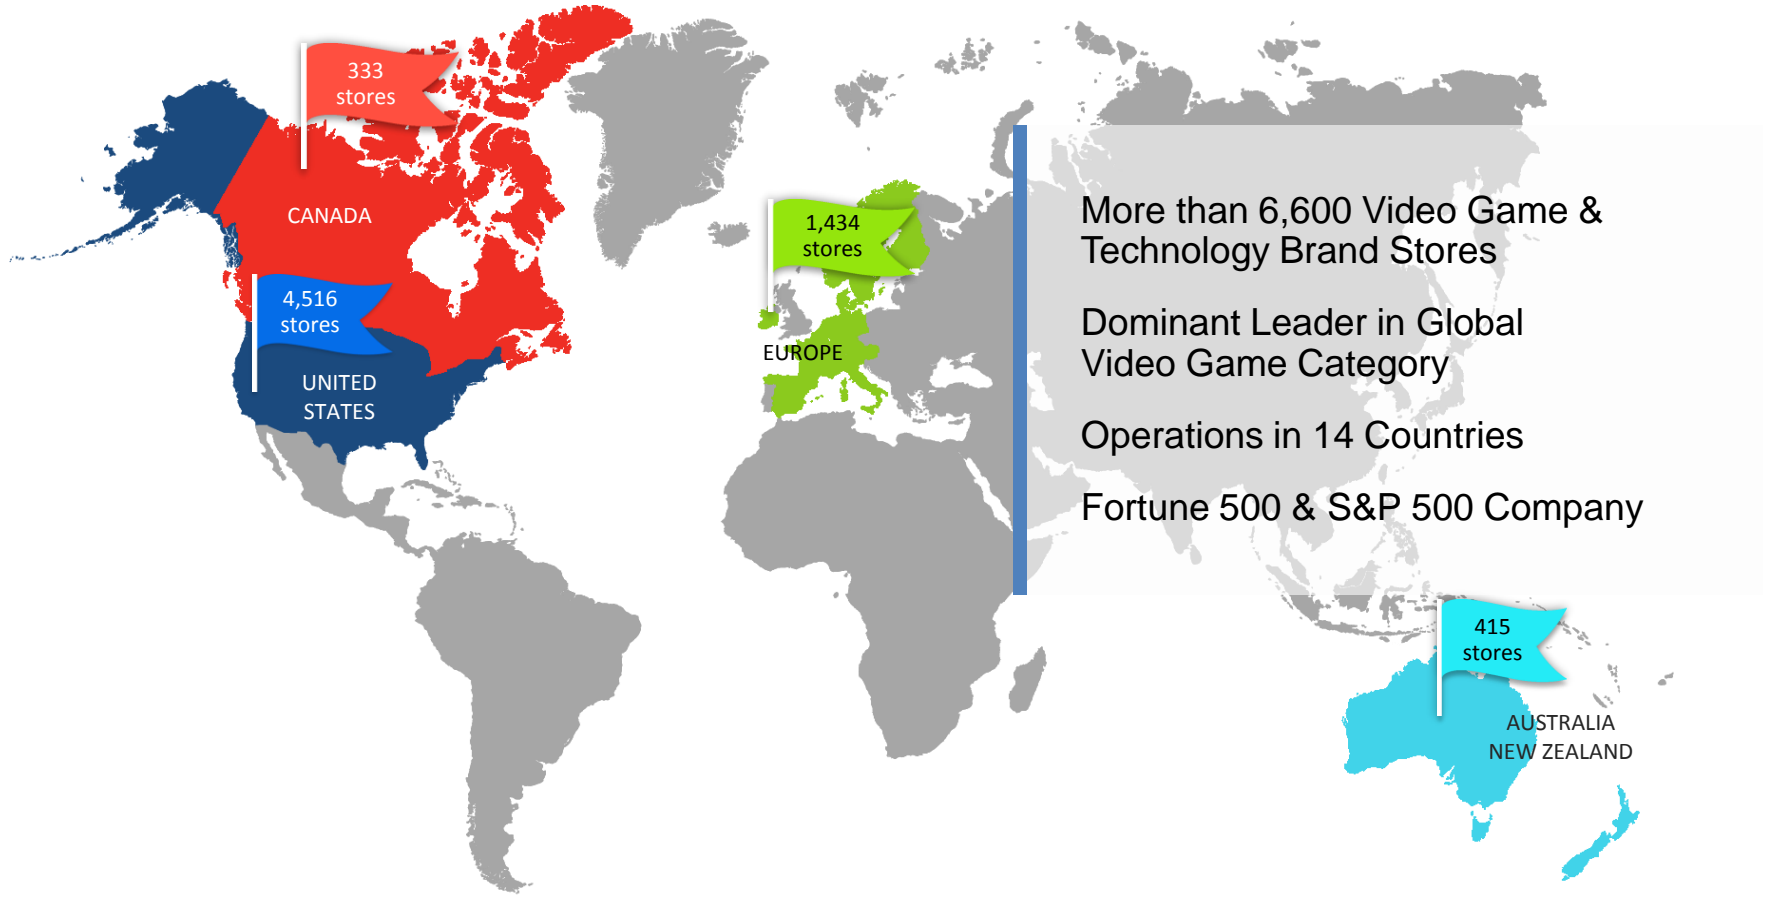 333
stores
CANADA
4,516
stores
UNITED
STATES
1,434
stores
EUROPE
More than 6,600 Video Game &
Technology Brand Stores
Dominant Leader in Global
Video Game Category
Operations in 14 Countries
Fortune 500 & S&P 500 Company
415
stores
AUSTRALIA
NEW ZEALAND